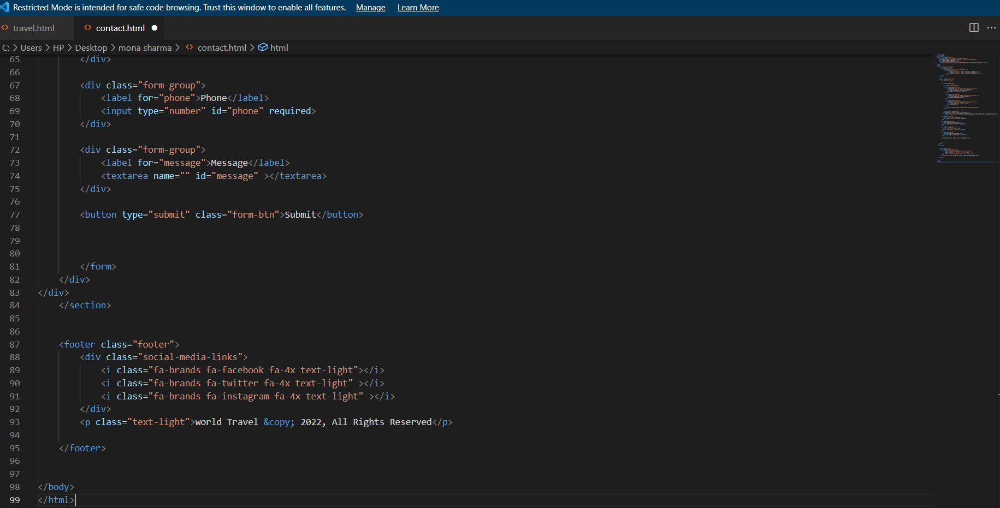 Restricted Mode is intended for safe code browsing. Trust this window to enable all features. Manage Learn More
travel.html contact.html
C: > Users > HP > Desktop > mona sharma > contact.html > html
65 </div>
66
67 <div class="form-group">
68 <label for="phone">Phone</label>
69 <input type="number" id="phone" required>
70 </div>
71
72 <div class="form-group">
73 <label for="message">Message</label>
74 <textarea name="" id="message" ></textarea>
75 </div>
76
77 <button type="submit" class="form-btn">Submit</button>
78
79
80
81 </form>
82 </div>
83 </div>
84 </section>
85
86
87 <footer class="footer">
88 <div class="social-media-links">
89 <i class="fa-brands fa-facebook fa-4x text-light"></i>
90 <i class="fa-brands fa-twitter fa-4x text-light" ></i>
91 <i class="fa-brands fa-instagram fa-4x text-light" ></i>
92 </div>
93 <p class="text-light">world Travel &copy; 2022, All Rights Reserved</p>
94
95 </footer>
96
97
98 </body>
99 </html>